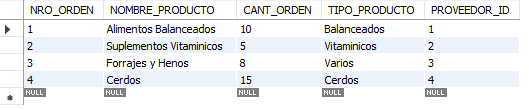 NRO_ORDEN NOMBRE_PRODUCTO CANT_ORDEN TIPO_PRODUCTO PROVEEDOR_ID
1 Alimentos Balanceados 10 Balanceados 1
2 Suplementos Vitaminicos 5 Vitaminicos 2
3 Forrajes y Henos 8 Varios 3
4 Cerdos 15 Cerdos 4
NULL NULL NULL NULL NULL